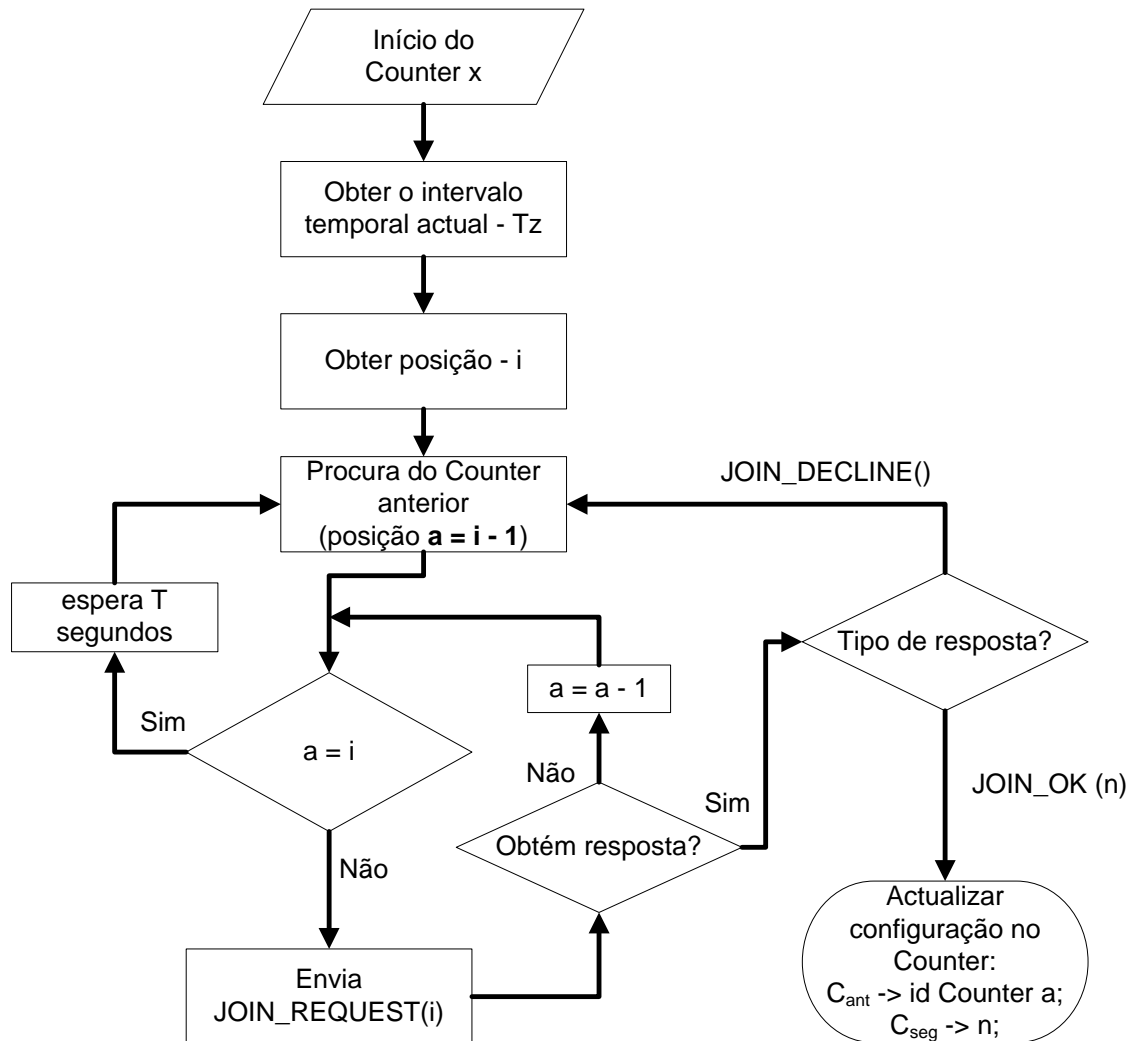 Início do
Counter x
Obter o intervalo
temporal actual - Tz
Obter posição - i
Procura do Counter
anterior
(posição a = i - 1)
JOIN_DECLINE()
espera T
segundos
Tipo de resposta?
a = a - 1
Sim
a = i
Não
Sim
JOIN_OK (n)
Obtém resposta?
Não
Envia
JOIN_REQUEST(i)
Actualizar
configuração no
Counter:
Cant -> id Counter a;
Cseg -> n;